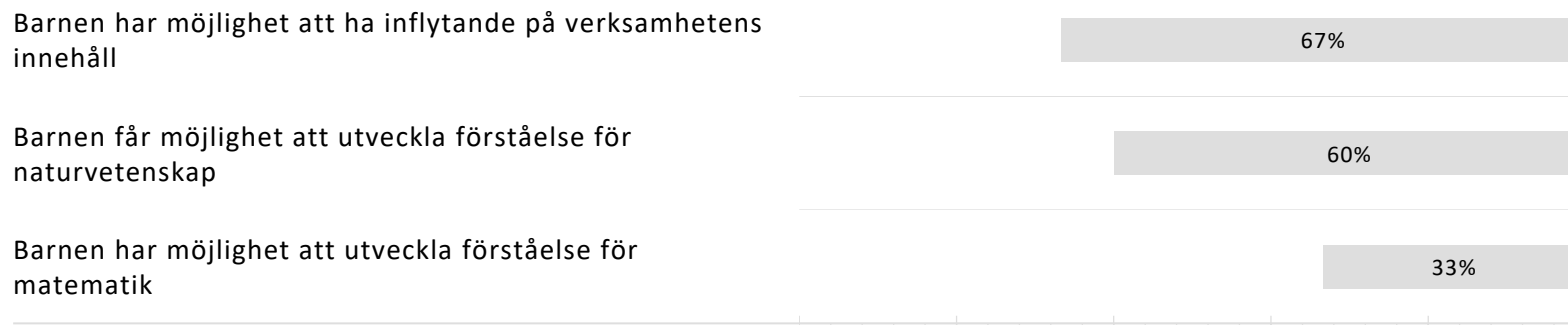 Barnen har möjlighet att ha inflytande på verksamhetens
innehåll
67%
Barnen får möjlighet att utveckla förståelse för
naturvetenskap
60%
Barnen har möjlighet att utveckla förståelse för
matematik
33%